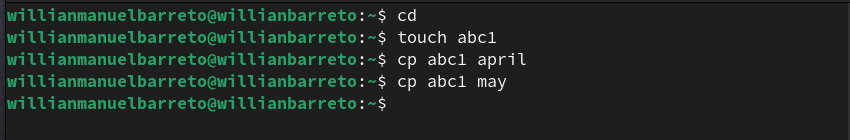 willianmanuelbarreto@willianbarreto:~$ cd
willianmanuelbarreto@willianbarreto:~$ touch abc1
willianmanuelbarreto@willianbarreto:~$ cp abc1 april
willianmanuelbarreto@willianbarreto:~$ cp abc1 may
willianmanuelbarreto@willianbarreto:~$